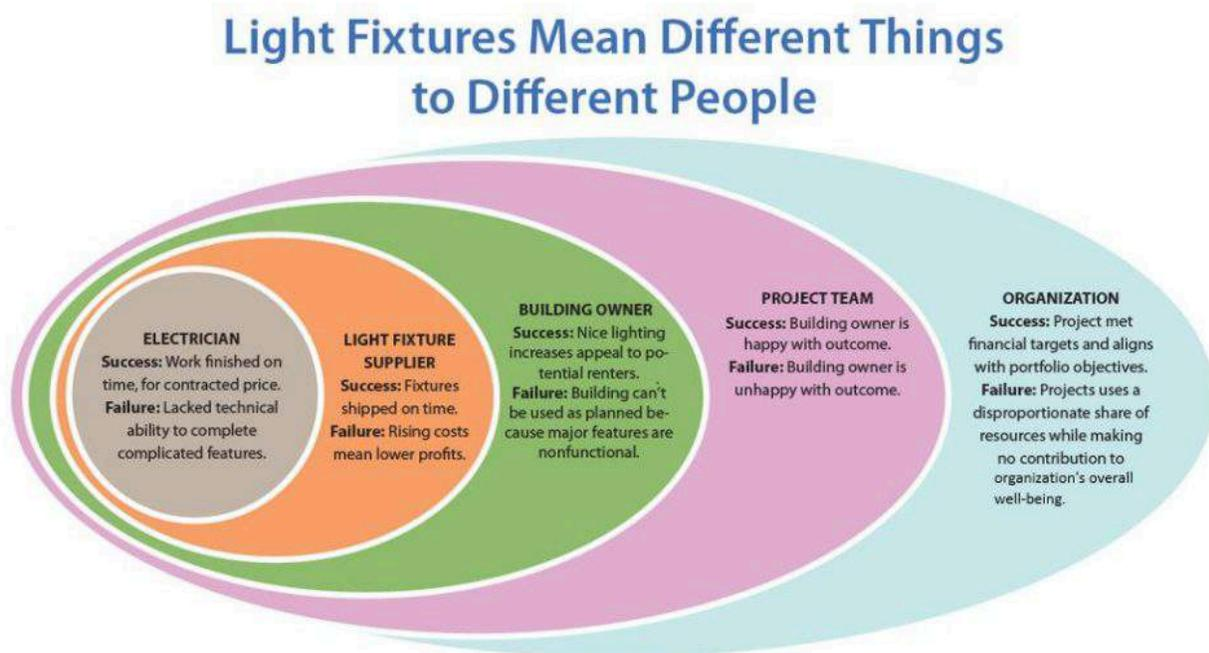 Light Fixtures Mean Different Things
to Different People
ELECTRICIAN
Success: Work finished on
time, for contracted price.
Failure: Lacked technical
ability to complete
complicated features.
LIGHT FIXTURE
SUPPLIER
Success: Fixtures
shipped on time.
Failure: Rising costs
mean lower profits.
BUILDING OWNER
Success: Nice lighting
increases appeal to po-
tential renters.
Failure: Building can't
be used as planned be-
cause major features are
nonfunctional.
PROJECT TEAM
Success: Building owner is
happy with outcome.
Failure: Building owner is
unhappy with outcome.
ORGANIZATION
Success: Project met
financial targets and aligns
with portfolio objectives.
Failure: Projects uses a
disproportionate share of
resources while making
no contribution to
organization's overall
well-being.